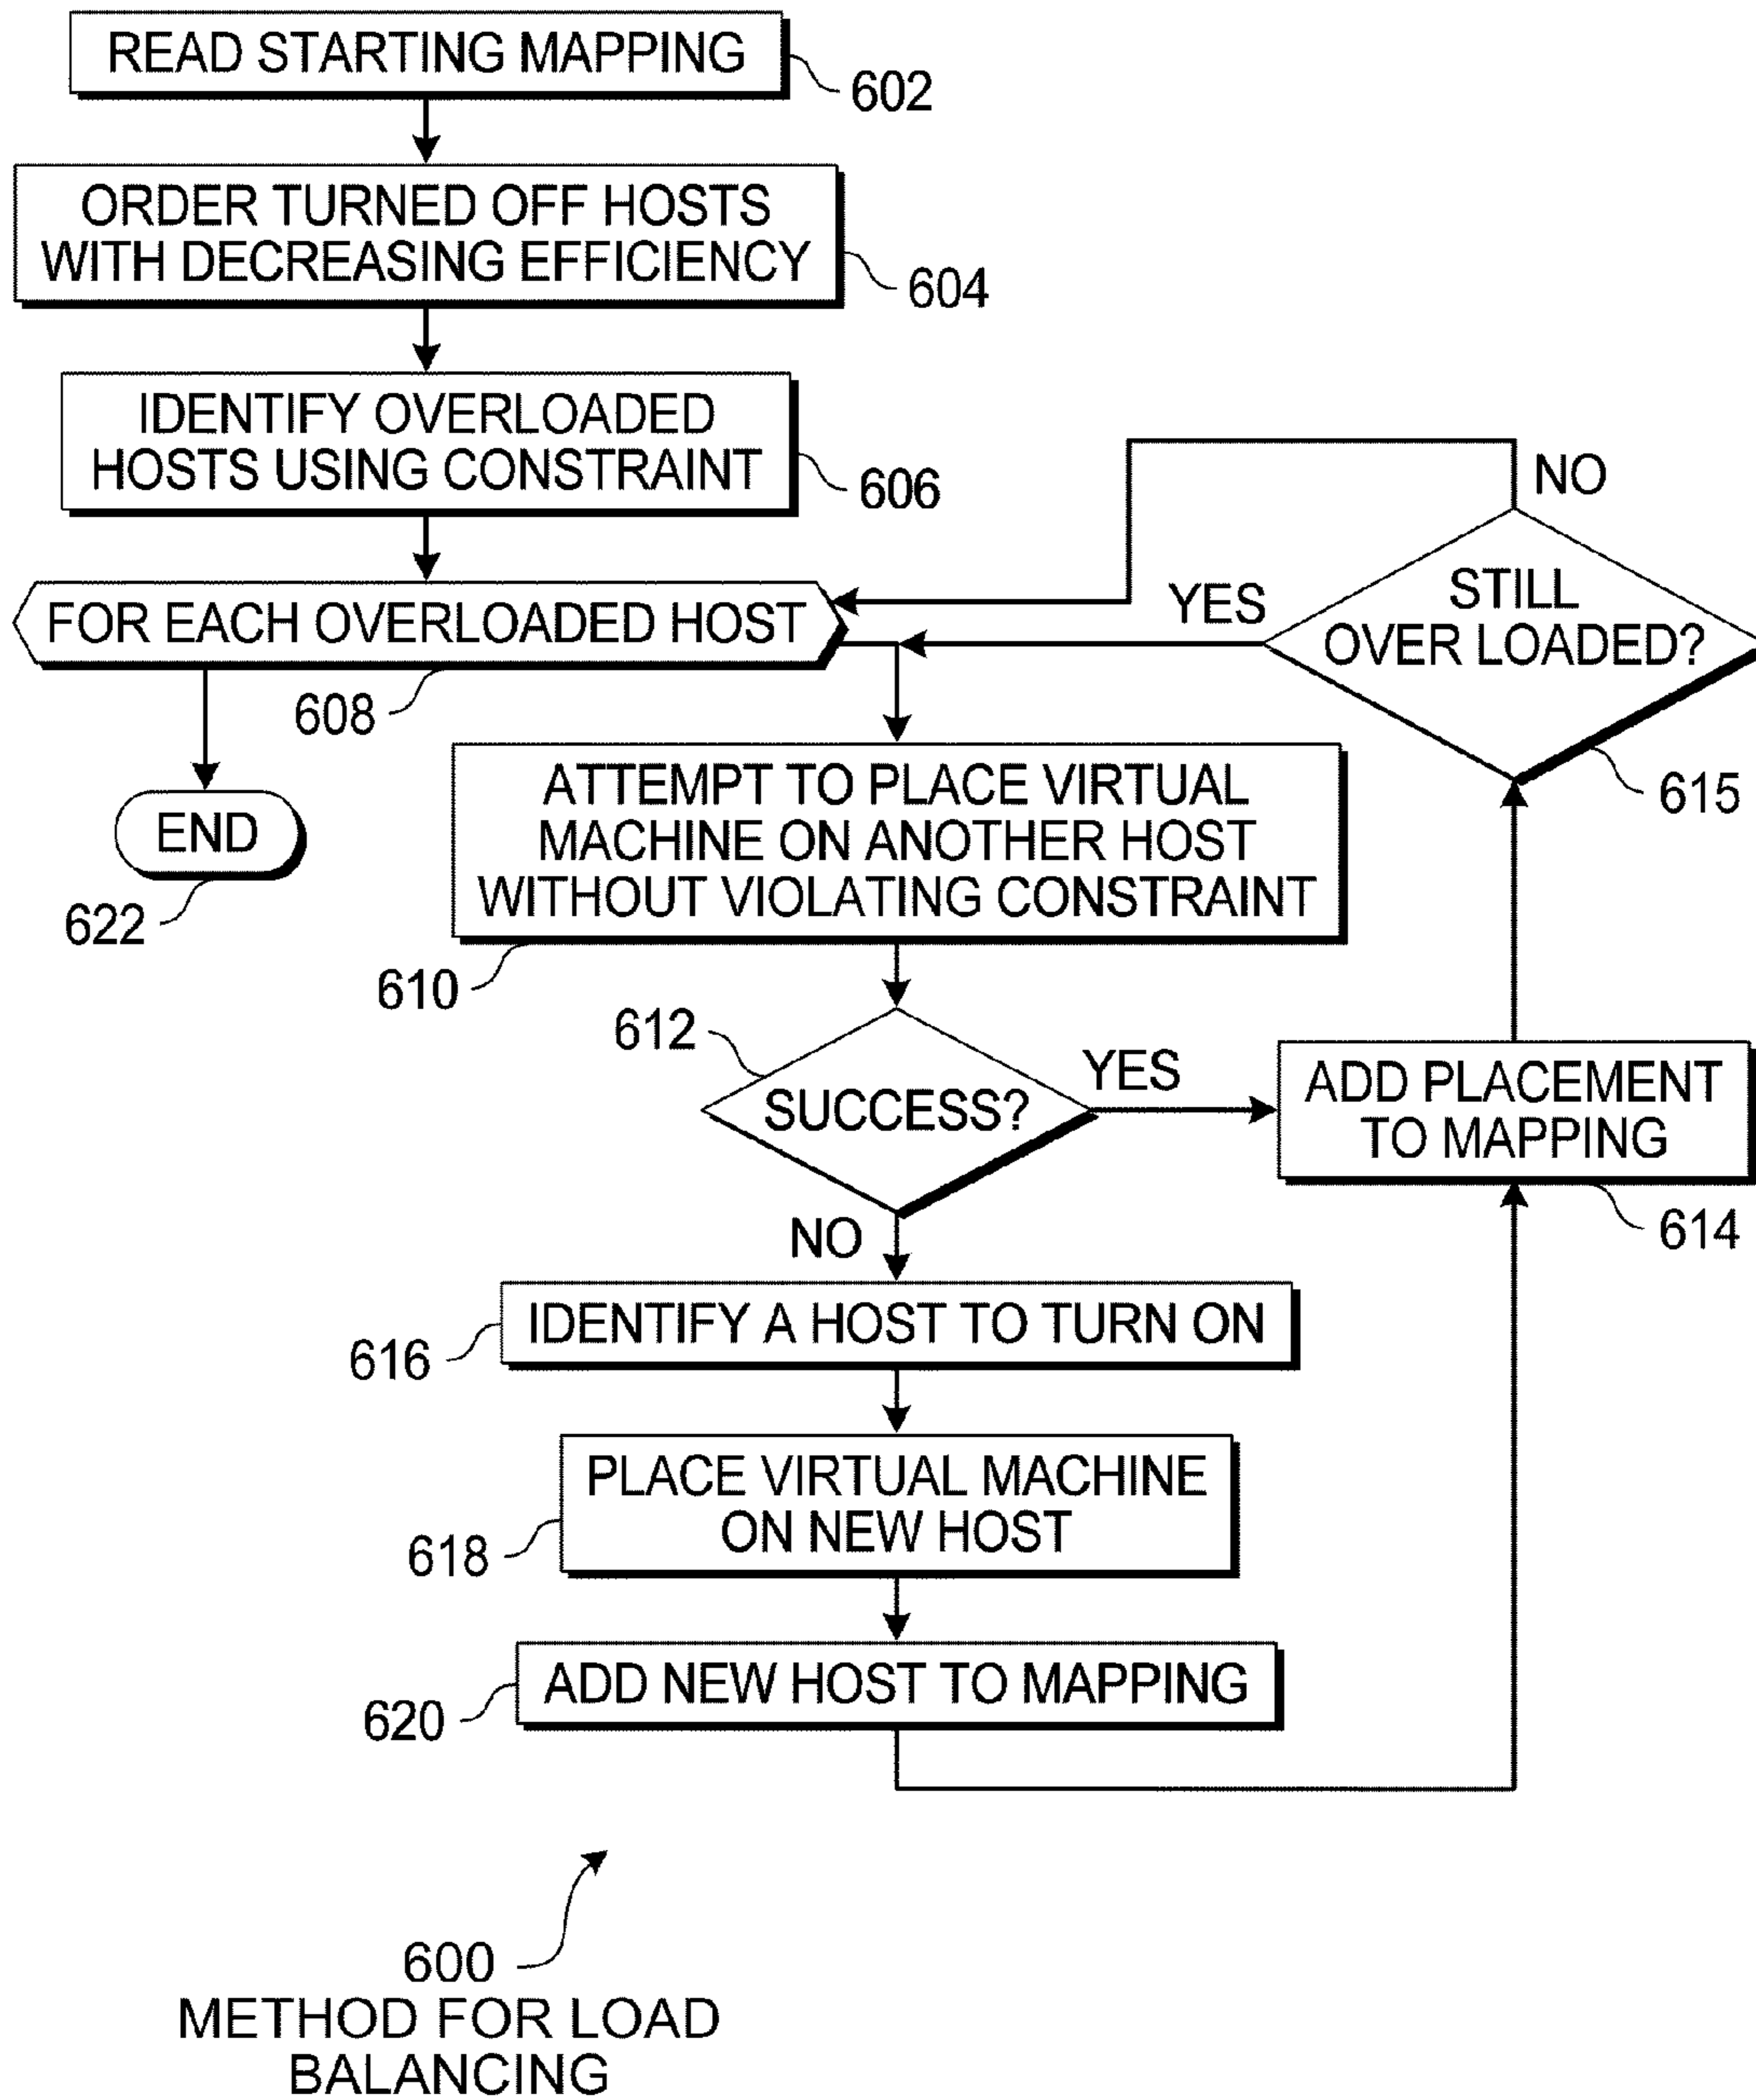 READ STARTING MAPPING
602
ORDER TURNED OFF HOSTS
WITH DECREASING EFFICIENCY
604
IDENTIFY OVERLOADED
HOSTS USING CONSTRAINT
606
NO
FOR EACH OVERLOADED HOST
608
YES
STILL
OVER LOADED?
615
END
622
ATTEMPT TO PLACE VIRTUAL
MACHINE ON ANOTHER HOST
WITHOUT VIOLATING CONSTRAINT
610
612
SUCCESS?
YES
ADD PLACEMENT
TO MAPPING
614
NO
IDENTIFY A HOST TO TURN ON
616
PLACE VIRTUAL MACHINE
ON NEW HOST
618
ADD NEW HOST TO MAPPING
620
600
METHOD FOR LOAD
BALANCING